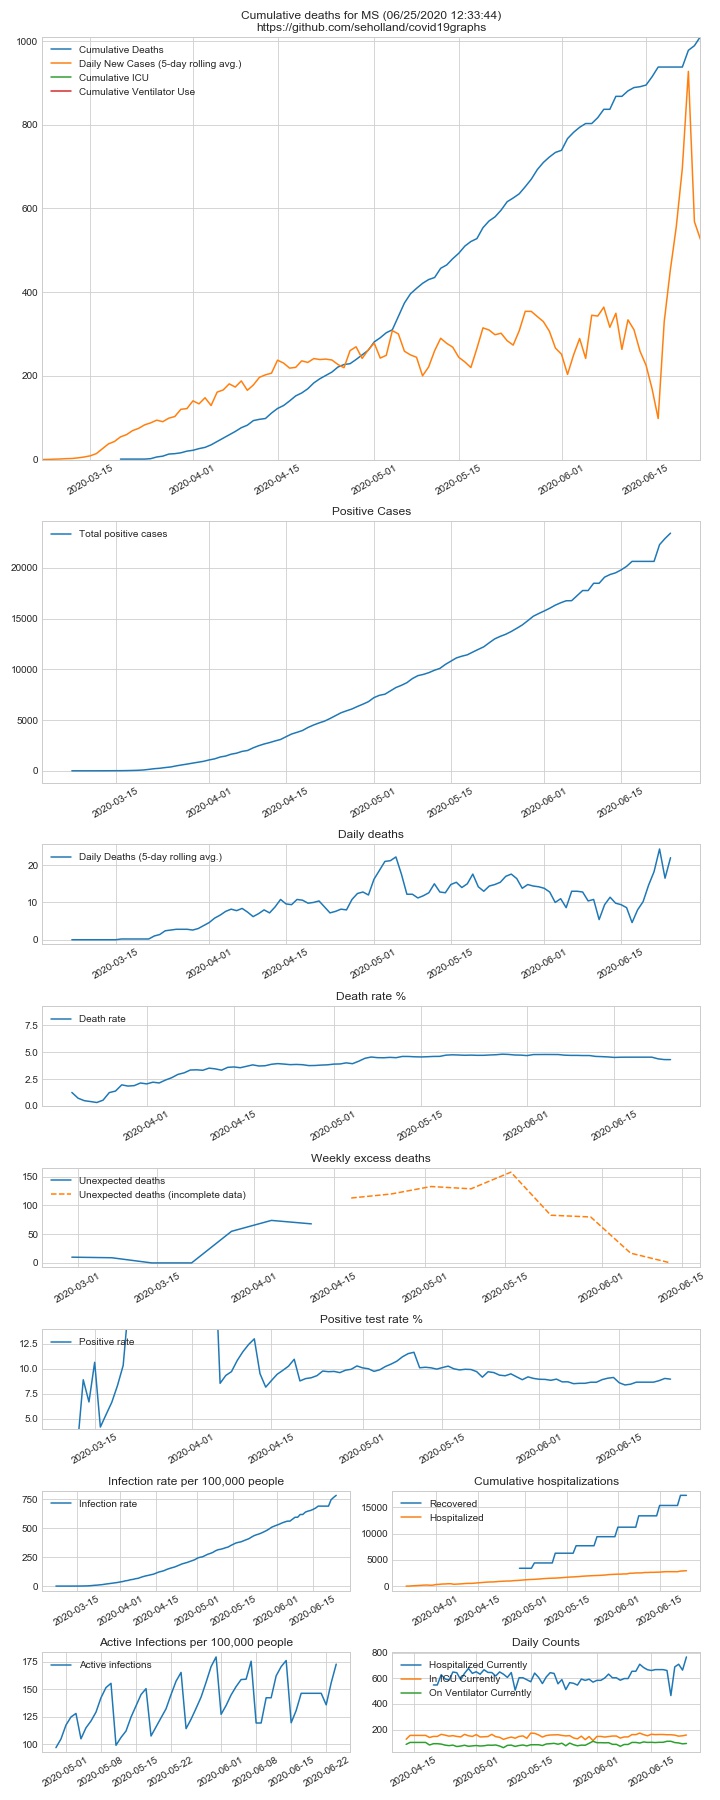 Cumulative deaths for MS (06/25/2020 12:33:44)
https://github.com/seholland/covid19graphs
Cumulative Deaths
Daily New Cases (5-day rolling avg.)
Cumulative ICU
Cumulative Ventilator Use
1000
800
600
400
200
0
2020-03-15 2020-04-01 2020-04-15 2020-05-01 2020-05-15 2020-06-01 2020-06-15
Positive Cases
Total positive cases
20000
15000
10000
5000
0
2020-03-15 2020-04-01 2020-04-15 2020-05-01 2020-05-15 2020-06-01 2020-06-15
Daily deaths
Daily Deaths (5-day rolling avg.)
20
10
0
2020-03-15 2020-04-01 2020-04-15 2020-05-01 2020-05-15 2020-06-01 2020-06-15
Death rate %
Death rate
7.5
5.0
2.5
0.0
2020-04-01 2020-04-15 2020-05-01 2020-05-15 2020-06-01 2020-06-15
Weekly excess deaths
Unexpected deaths
Unexpected deaths (incomplete data)
150
100
50
0
2020-03-01 2020-03-15 2020-04-01 2020-04-15 2020-05-01 2020-05-15 2020-06-01 2020-06-15
Positive test rate %
Positive rate
12.5
10.0
7.5
5.0
2020-03-15 2020-04-01 2020-04-15 2020-05-01 2020-05-15 2020-06-01 2020-06-15
Infection rate per 100,000 people
Infection rate
750
500
250
0
2020-03-15 2020-04-01 2020-04-15 2020-05-01 2020-05-15 2020-06-01 2020-06-15
Cumulative hospitalizations
Recovered
Hospitalized
15000
10000
5000
0
2020-04-01 2020-04-15 2020-05-01 2020-05-15 2020-06-01 2020-06-15
Active Infections per 100,000 people
Active infections
175
150
125
100
2020-05-01 2020-05-08 2020-05-15 2020-05-22 2020-06-01 2020-06-08 2020-06-15 2020-06-22
Daily Counts
Hospitalized Currently
In ICU Currently
On Ventilator Currently
800
600
400
200
2020-04-15 2020-05-01 2020-05-15 2020-06-01 2020-06-15